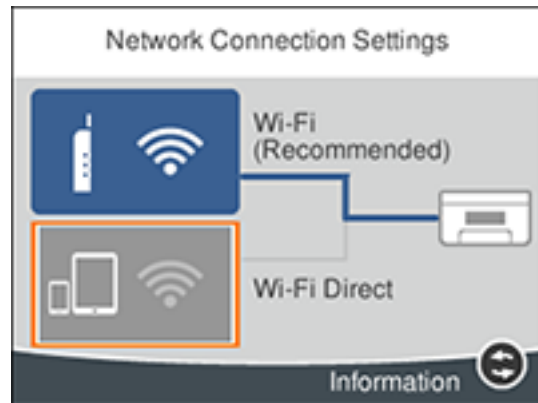 Network Connection Settings
Wi-Fi
(Recommended)
Wi-Fi Direct
Information